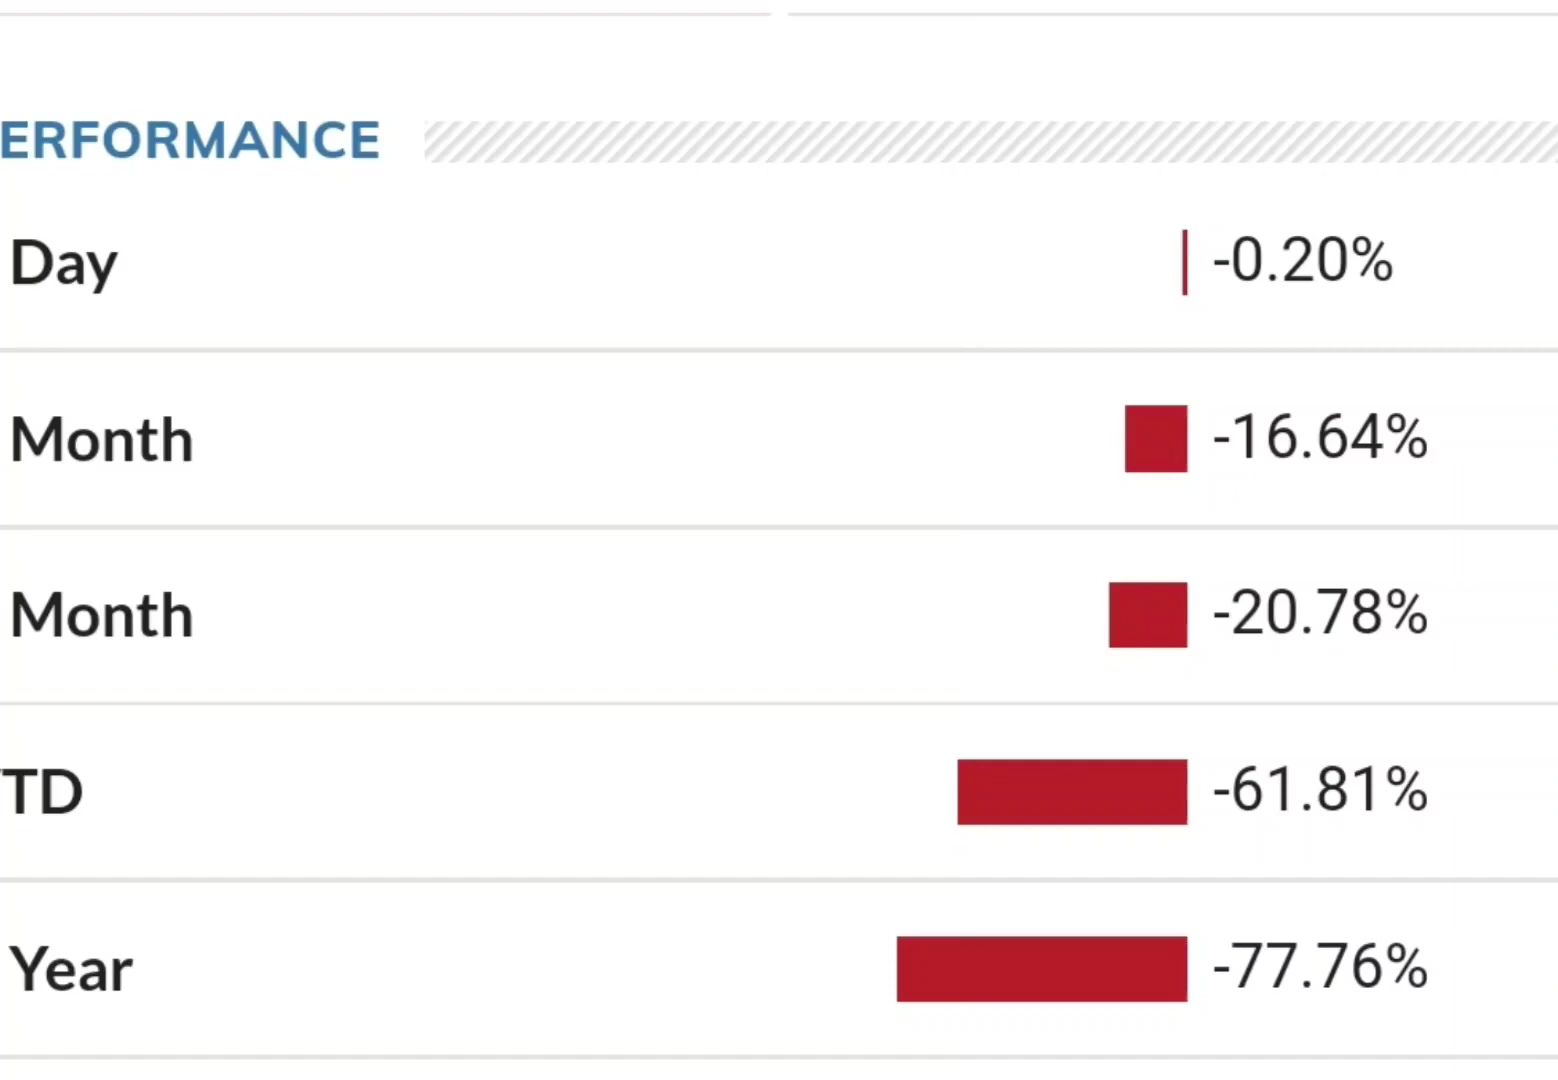 ERFORMANCE
Day -0.20%
Month -16.64%
Month -20.78%
TD -61.81%
Year -77.76%